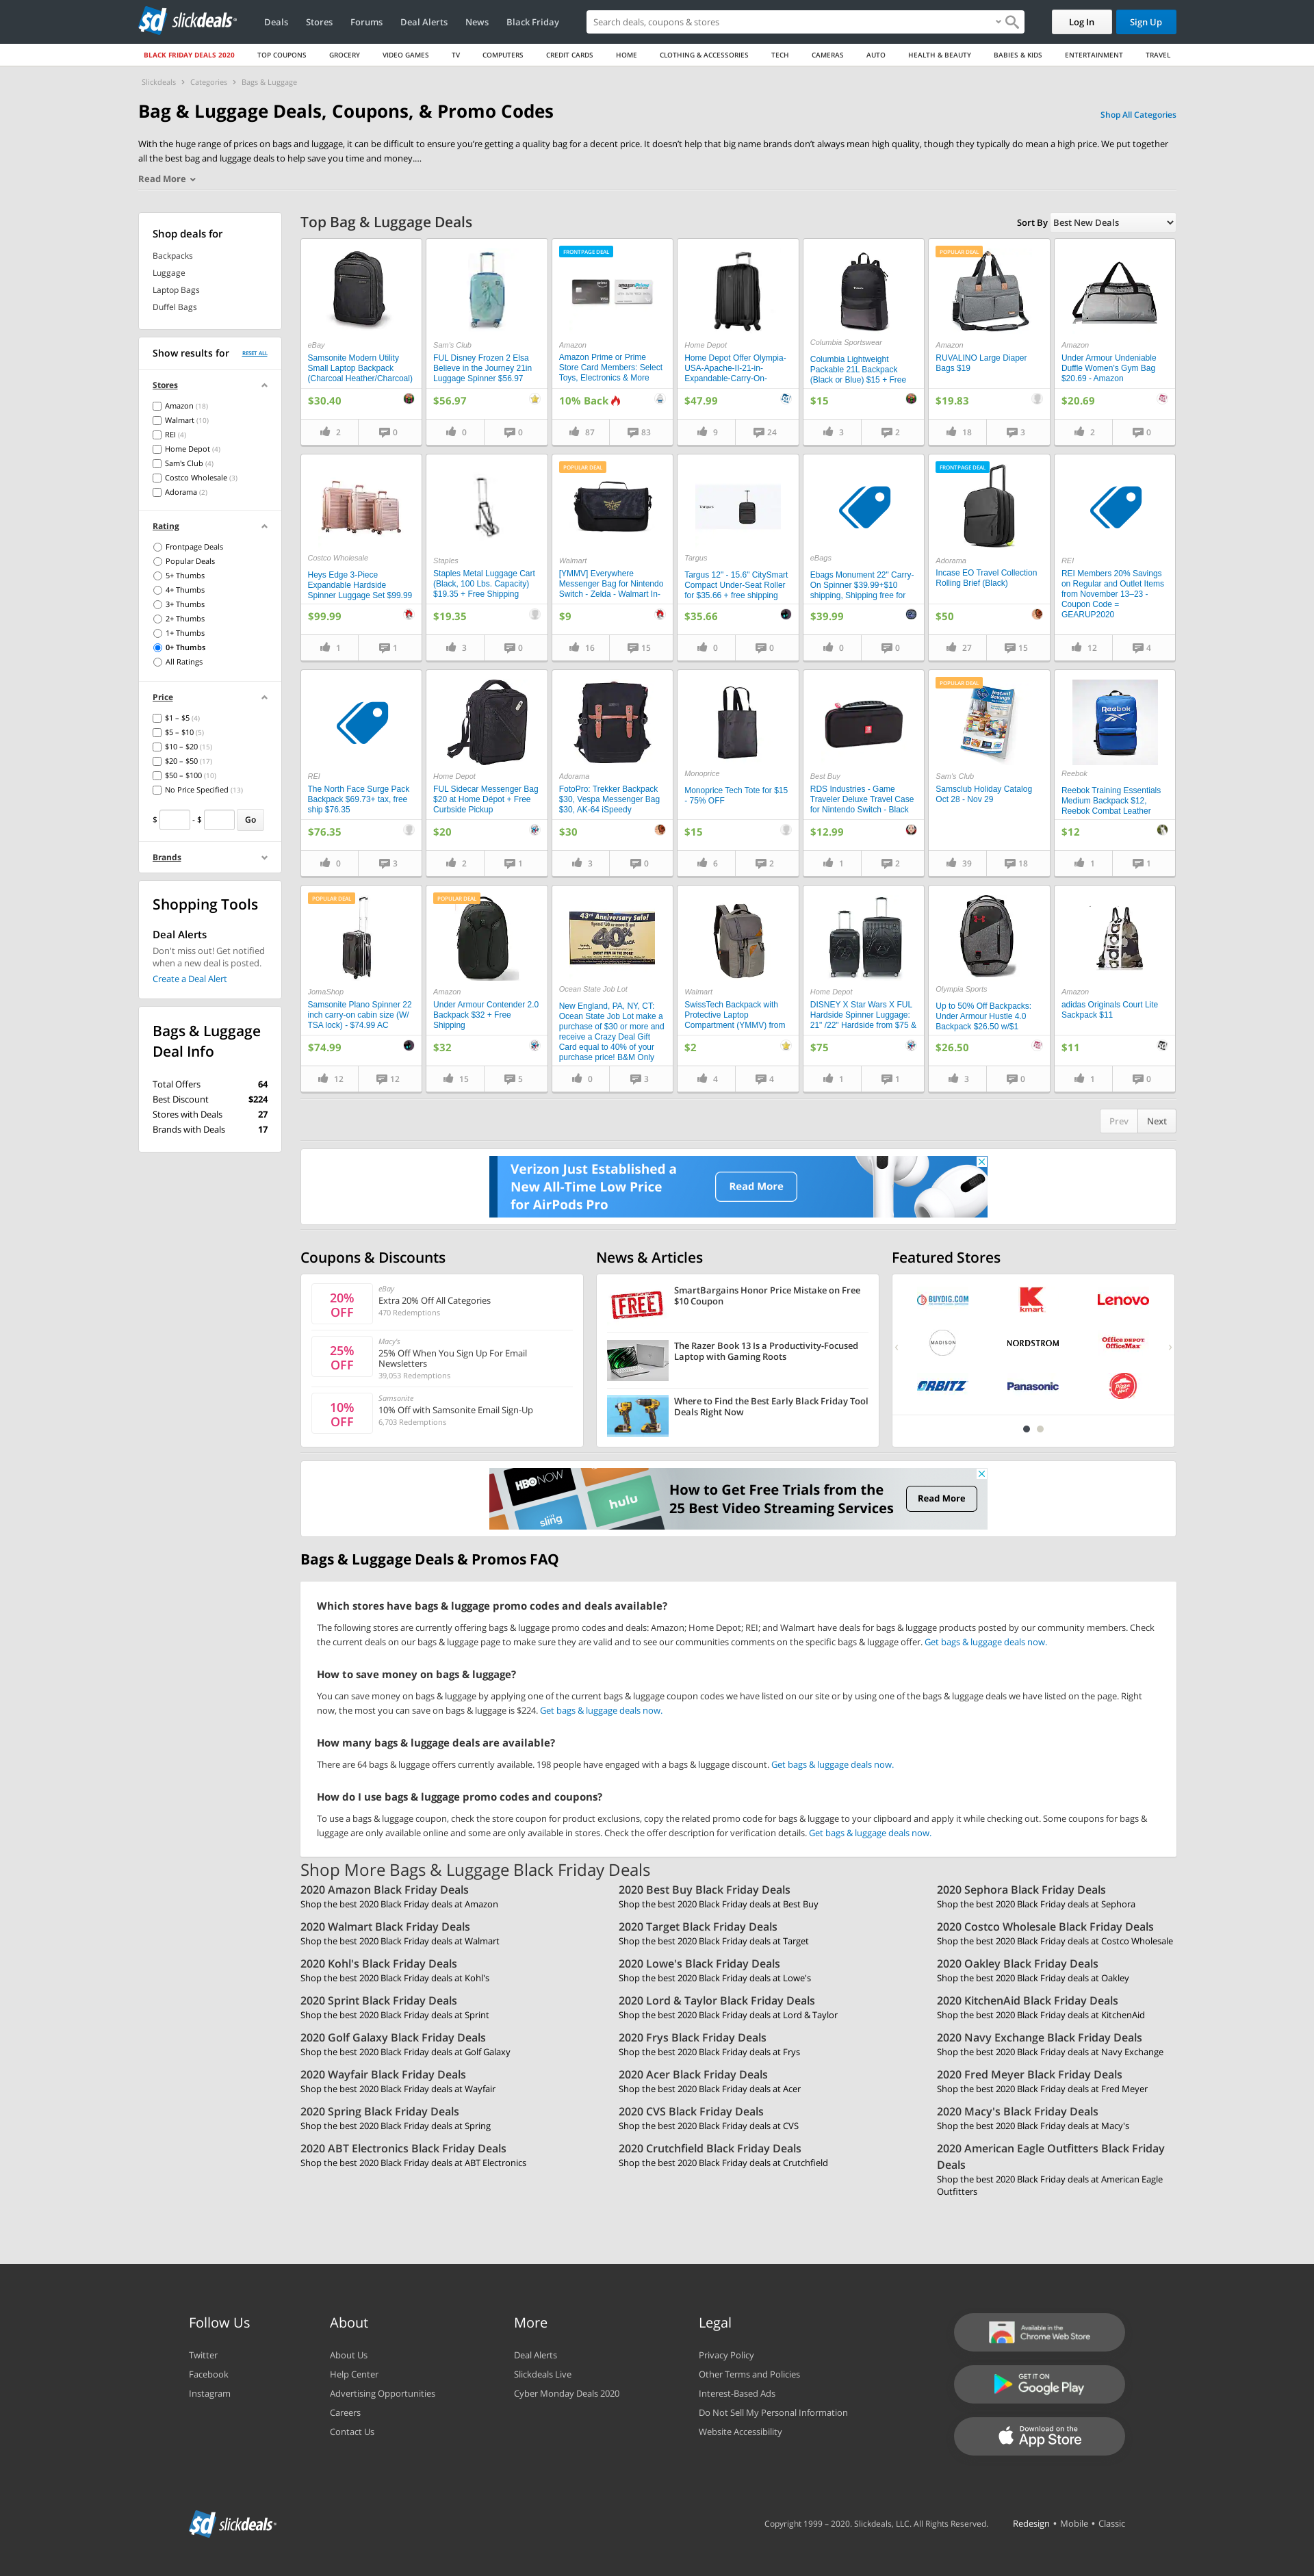 slickdeals
Deals
Stores
Forums
Deal Alerts
News
Black Friday
Search deals, coupons & stores
Log In
Sign Up
BLACK FRIDAY DEALS 2020
TOP COUPONS
GROCERY
VIDEO GAMES
TV
COMPUTERS
CREDIT CARDS
HOME
CLOTHING & ACCESSORIES
TECH
CAMERAS
AUTO
HEALTH & BEAUTY
BABIES & KIDS
ENTERTAINMENT
TRAVEL
Slickdeals › Categories › Bags & Luggage
Bag & Luggage Deals, Coupons, & Promo Codes
Shop All Categories
With the huge range of prices on bags and luggage, it can be difficult to ensure you're getting a quality bag for a decent price. It doesn't help that big name brands don't always mean high quality, though they typically do mean a high price. We put together
all the best bag and luggage deals to help save you time and money....
Read More
Shop deals for
Backpacks
Luggage
Laptop Bags
Duffel Bags
Show results for
RESET ALL
Stores
Amazon (18)
Walmart (10)
REI (4)
Home Depot (4)
Sam's Club (4)
Costco Wholesale (3)
Adorama (2)
Rating
Frontpage Deals
Popular Deals
5+ Thumbs
4+ Thumbs
3+ Thumbs
2+ Thumbs
1+ Thumbs
0+ Thumbs
All Ratings
Price
$1 – $5 (4)
$5 – $10 (5)
$10 – $20 (15)
$20 – $50 (17)
$50 – $100 (10)
No Price Specified (13)
$ - $ Go
Brands
Shopping Tools
Deal Alerts
Don't miss out! Get notified
when a new deal is posted.
Create a Deal Alert
Bags & Luggage
Deal Info
Total Offers 64
Best Discount $224
Stores with Deals 27
Brands with Deals 17
Top Bag & Luggage Deals
Sort By Best New Deals
eBay
Samsonite Modern Utility
Small Laptop Backpack
(Charcoal Heather/Charcoal)
$30.40
2 0
Sam's Club
FUL Disney Frozen 2 Elsa
Believe in the Journey 21in
Luggage Spinner $56.97
$56.97
0 0
FRONTPAGE DEAL
Amazon
Amazon Prime or Prime
Store Card Members: Select
Toys, Electronics & More
10% Back
87 83
Home Depot
Home Depot Offer Olympia-
USA-Apache-II-21-in-
Expandable-Carry-On-
$47.99
9 24
Columbia Sportswear
Columbia Lightweight
Packable 21L Backpack
(Black or Blue) $15 + Free
$15
3 2
POPULAR DEAL
Amazon
RUVALINO Large Diaper
Bags $19
$19.83
18 3
Amazon
Under Armour Undeniable
Duffle Women's Gym Bag
$20.69 - Amazon
$20.69
2 0
Costco Wholesale
Heys Edge 3-Piece
Expandable Hardside
Spinner Luggage Set $99.99
$99.99
1 1
Staples
Staples Metal Luggage Cart
(Black, 100 Lbs. Capacity)
$19.35 + Free Shipping
$19.35
3 0
POPULAR DEAL
Walmart
[YMMV] Everywhere
Messenger Bag for Nintendo
Switch - Zelda - Walmart In-
$9
16 15
Targus
Targus 12" - 15.6" CitySmart
Compact Under-Seat Roller
for $35.66 + free shipping
$35.66
0 0
eBags
Ebags Monument 22" Carry-
On Spinner $39.99+$10
shipping, Shipping free for
$39.99
0 0
FRONTPAGE DEAL
Adorama
Incase EO Travel Collection
Rolling Brief (Black)
$50
27 15
REI
REI Members 20% Savings
on Regular and Outlet Items
from November 13–23 -
Coupon Code =
GEARUP2020
12 4
REI
The North Face Surge Pack
Backpack $69.73+ tax, free
ship $76.35
$76.35
0 3
Home Depot
FUL Sidecar Messenger Bag
$20 at Home Dépot + Free
Curbside Pickup
$20
2 1
Adorama
FotoPro: Trekker Backpack
$30, Vespa Messenger Bag
$30, AK-64 iSpeedy
$30
3 0
Monoprice
Monoprice Tech Tote for $15
- 75% OFF
$15
6 2
Best Buy
RDS Industries - Game
Traveler Deluxe Travel Case
for Nintendo Switch - Black
$12.99
1 2
POPULAR DEAL
Instant Savings
Sam's Club
Samsclub Holiday Catalog
Oct 28 - Nov 29
39 18
Reebok
Reebok
Reebok Training Essentials
Medium Backpack $12,
Reebok Combat Leather
$12
1 1
POPULAR DEAL
JomaShop
Samsonite Plano Spinner 22
inch carry-on cabin size (W/
TSA lock) - $74.99 AC
$74.99
12 12
POPULAR DEAL
Amazon
Under Armour Contender 2.0
Backpack $32 + Free
Shipping
$32
15 5
43rd Anniversary Sale!
40%
Ocean State Job Lot
New England, PA, NY, CT:
Ocean State Job Lot make a
purchase of $30 or more and
receive a Crazy Deal Gift
Card equal to 40% of your
purchase price! B&M Only
0 3
Walmart
SwissTech Backpack with
Protective Laptop
Compartment (YMMV) from
$2
4 4
Home Depot
DISNEY X Star Wars X FUL
Hardside Spinner Luggage:
21" /22" Hardside from $75 &
$75
1 1
Olympia Sports
Up to 50% Off Backpacks:
Under Armour Hustle 4.0
Backpack $26.50 w/$1
$26.50
3 0
adidas
Amazon
adidas Originals Court Lite
Sackpack $11
$11
1 0
Prev Next
Verizon Just Established a
New All-Time Low Price
for AirPods Pro
Read More
Coupons & Discounts
20%
OFF
eBay
Extra 20% Off All Categories
470 Redemptions
25%
OFF
Macy's
25% Off When You Sign Up For Email
Newsletters
39,053 Redemptions
10%
OFF
Samsonite
10% Off with Samsonite Email Sign-Up
6,703 Redemptions
News & Articles
FREE
SmartBargains Honor Price Mistake on Free
$10 Coupon
The Razer Book 13 Is a Productivity-Focused
Laptop with Gaming Roots
Where to Find the Best Early Black Friday Tool
Deals Right Now
Featured Stores
BUYDIG.COM
kmart
Lenovo
MADISON
NORDSTROM
Office DEPOT
OfficeMax
ORBITZ
Panasonic
Pizza Hut
HBO NOW
sling
hulu
How to Get Free Trials from the
25 Best Video Streaming Services
Read More
Bags & Luggage Deals & Promos FAQ
Which stores have bags & luggage promo codes and deals available?
The following stores are currently offering bags & luggage promo codes and deals: Amazon; Home Depot; REI; and Walmart have deals for bags & luggage products posted by our community members. Check
the current deals on our bags & luggage page to make sure they are valid and to see our communities comments on the specific bags & luggage offer. Get bags & luggage deals now.
How to save money on bags & luggage?
You can save money on bags & luggage by applying one of the current bags & luggage coupon codes we have listed on our site or by using one of the bags & luggage deals we have listed on the page. Right
now, the most you can save on bags & luggage is $224. Get bags & luggage deals now.
How many bags & luggage deals are available?
There are 64 bags & luggage offers currently available. 198 people have engaged with a bags & luggage discount. Get bags & luggage deals now.
How do I use bags & luggage promo codes and coupons?
To use a bags & luggage coupon, check the store coupon for product exclusions, copy the related promo code for bags & luggage to your clipboard and apply it while checking out. Some coupons for bags &
luggage are only available online and some are only available in stores. Check the offer description for verification details. Get bags & luggage deals now.
Shop More Bags & Luggage Black Friday Deals
2020 Amazon Black Friday Deals
Shop the best 2020 Black Friday deals at Amazon
2020 Best Buy Black Friday Deals
Shop the best 2020 Black Friday deals at Best Buy
2020 Sephora Black Friday Deals
Shop the best 2020 Black Friday deals at Sephora
2020 Walmart Black Friday Deals
Shop the best 2020 Black Friday deals at Walmart
2020 Target Black Friday Deals
Shop the best 2020 Black Friday deals at Target
2020 Costco Wholesale Black Friday Deals
Shop the best 2020 Black Friday deals at Costco Wholesale
2020 Kohl's Black Friday Deals
Shop the best 2020 Black Friday deals at Kohl's
2020 Lowe's Black Friday Deals
Shop the best 2020 Black Friday deals at Lowe's
2020 Oakley Black Friday Deals
Shop the best 2020 Black Friday deals at Oakley
2020 Sprint Black Friday Deals
Shop the best 2020 Black Friday deals at Sprint
2020 Lord & Taylor Black Friday Deals
Shop the best 2020 Black Friday deals at Lord & Taylor
2020 KitchenAid Black Friday Deals
Shop the best 2020 Black Friday deals at KitchenAid
2020 Golf Galaxy Black Friday Deals
Shop the best 2020 Black Friday deals at Golf Galaxy
2020 Frys Black Friday Deals
Shop the best 2020 Black Friday deals at Frys
2020 Navy Exchange Black Friday Deals
Shop the best 2020 Black Friday deals at Navy Exchange
2020 Wayfair Black Friday Deals
Shop the best 2020 Black Friday deals at Wayfair
2020 Acer Black Friday Deals
Shop the best 2020 Black Friday deals at Acer
2020 Fred Meyer Black Friday Deals
Shop the best 2020 Black Friday deals at Fred Meyer
2020 Spring Black Friday Deals
Shop the best 2020 Black Friday deals at Spring
2020 CVS Black Friday Deals
Shop the best 2020 Black Friday deals at CVS
2020 Macy's Black Friday Deals
Shop the best 2020 Black Friday deals at Macy's
2020 ABT Electronics Black Friday Deals
Shop the best 2020 Black Friday deals at ABT Electronics
2020 Crutchfield Black Friday Deals
Shop the best 2020 Black Friday deals at Crutchfield
2020 American Eagle Outfitters Black Friday
Deals
Shop the best 2020 Black Friday deals at American Eagle
Outfitters
Follow Us
Twitter
Facebook
Instagram
About
About Us
Help Center
Advertising Opportunities
Careers
Contact Us
More
Deal Alerts
Slickdeals Live
Cyber Monday Deals 2020
Legal
Privacy Policy
Other Terms and Policies
Interest-Based Ads
Do Not Sell My Personal Information
Website Accessibility
Available in the
Chrome Web Store
GET IT ON
Google Play
Download on the
App Store
slickdeals
Copyright 1999 – 2020. Slickdeals, LLC. All Rights Reserved.
Redesign • Mobile • Classic